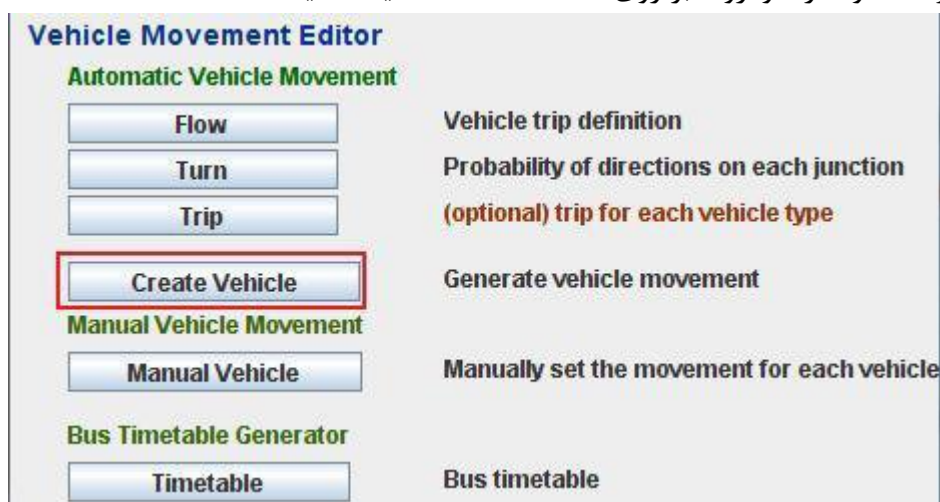 Vehicle Movement Editor
Automatic Vehicle Movement
Flow Vehicle trip definition
Turn Probability of directions on each junction
Trip (optional) trip for each vehicle type
Create Vehicle Generate vehicle movement
Manual Vehicle Movement
Manual Vehicle Manually set the movement for each vehicle
Bus Timetable Generator
Timetable Bus timetable